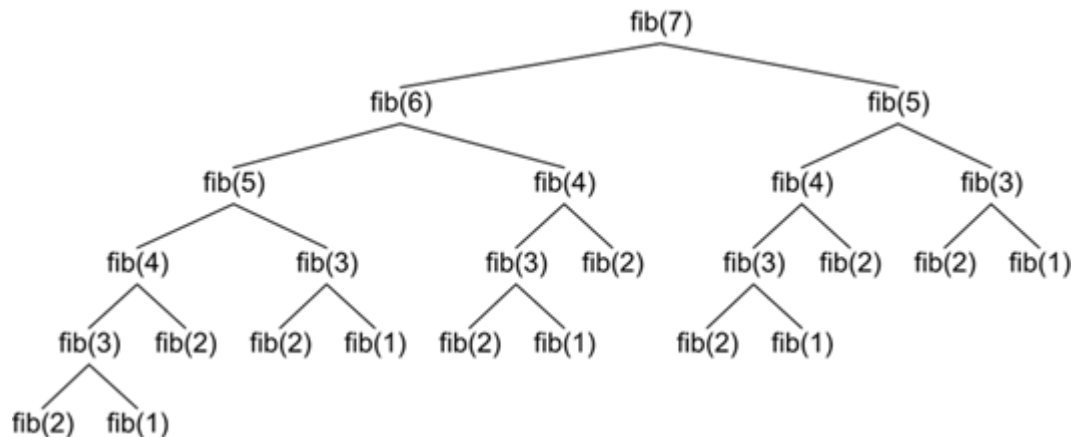 fib(7)
fib(6) fib(5)
fib(5) fib(4) fib(4) fib(3)
fib(4) fib(3) fib(3) fib(2) fib(3) fib(2) fib(2) fib(1)
fib(3) fib(2) fib(2) fib(1) fib(2) fib(1) fib(2) fib(1)
fib(2) fib(1)